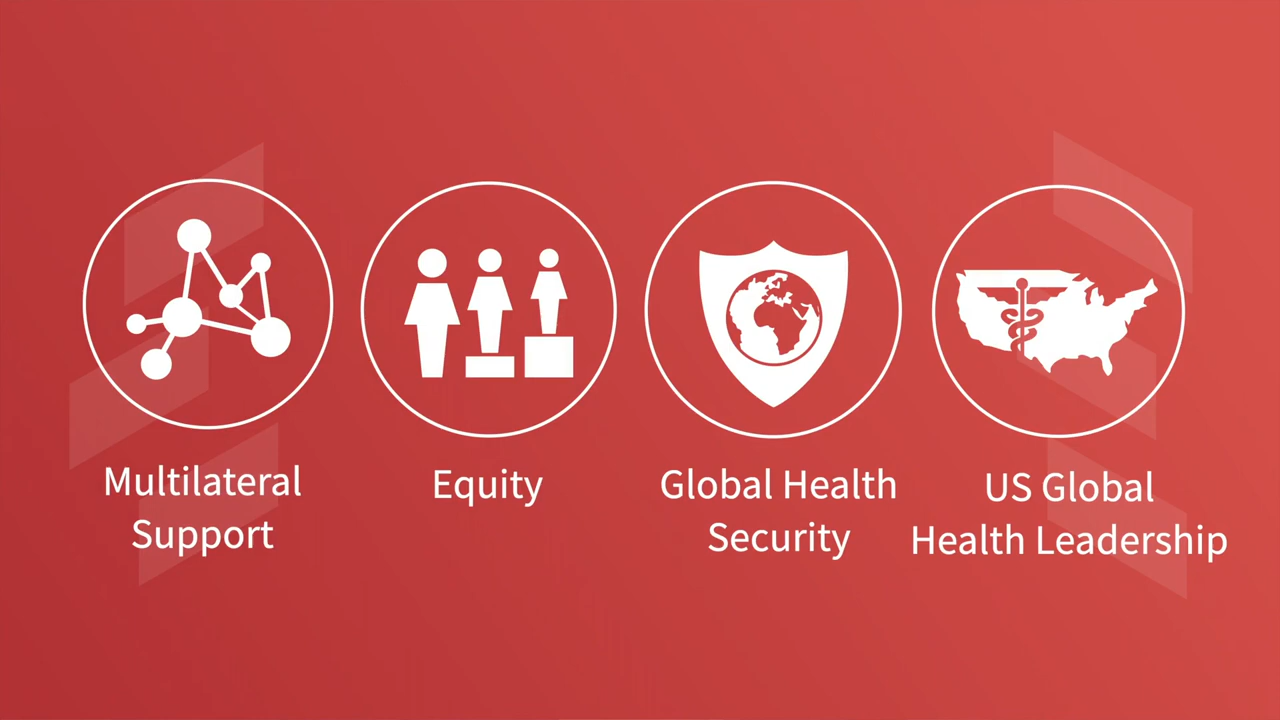 Multilateral
Support
Equity
Global Health
Security
US Global
Health Leadership